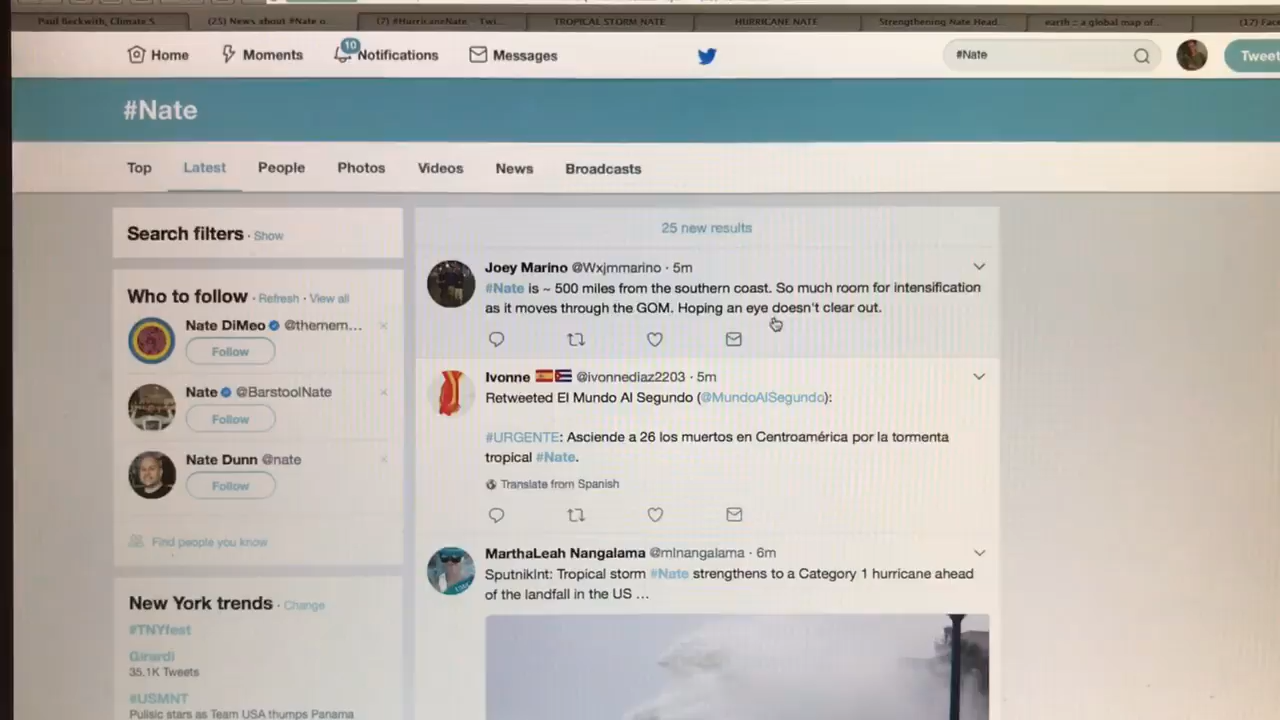 Paul Beckwith, Climate S
(25) News about #Nate o
(7) #HurricaneNate - Twi
TROPICAL STORM NATE
HURRICANE NATE
Strengthening Nate Head
earth :: a global map of
(17) Fac
Home
Moments
10
Notifications
Messages
#Nate
Tweet
#Nate
Top
Latest
People
Photos
Videos
News
Broadcasts
Search filters · Show
Who to follow · Refresh · View all
Nate DiMeo @themem...
Follow
Nate @BarstoolNate
Follow
Nate Dunn @nate
Follow
Find people you know
New York trends · Change
#TNYfest
Girardi
35.1K Tweets
#USMNT
Pulisic stars as Team USA thumps Panama
25 new results
Joey Marino @Wxjmmarino · 5m
#Nate is ~ 500 miles from the southern coast. So much room for intensification
as it moves through the GOM. Hoping an eye doesn't clear out.
Ivonne @ivonnediaz2203 · 5m
Retweeted El Mundo Al Segundo (@MundoAlSegundo):
#URGENTE: Asciende a 26 los muertos en Centroamérica por la tormenta
tropical #Nate.
Translate from Spanish
MarthaLeah Nangalama @mlnangalama · 6m
SputnikInt: Tropical storm #Nate strengthens to a Category 1 hurricane ahead
of the landfall in the US ...